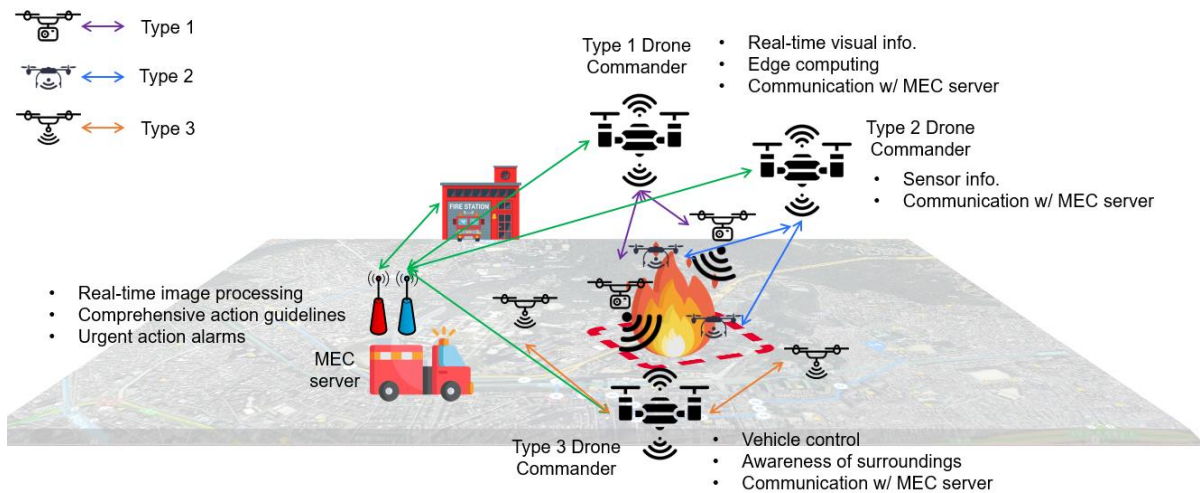 Type 1
Type 2
Type 3
Type 1 Drone
Commander
• Real-time visual info.
• Edge computing
• Communication w/ MEC server
Type 2 Drone
Commander
• Sensor info.
• Communication w/ MEC server
FIRE STATION
• Real-time image processing
• Comprehensive action guidelines
• Urgent action alarms
MEC
server
Type 3 Drone
Commander
• Vehicle control
• Awareness of surroundings
• Communication w/ MEC server